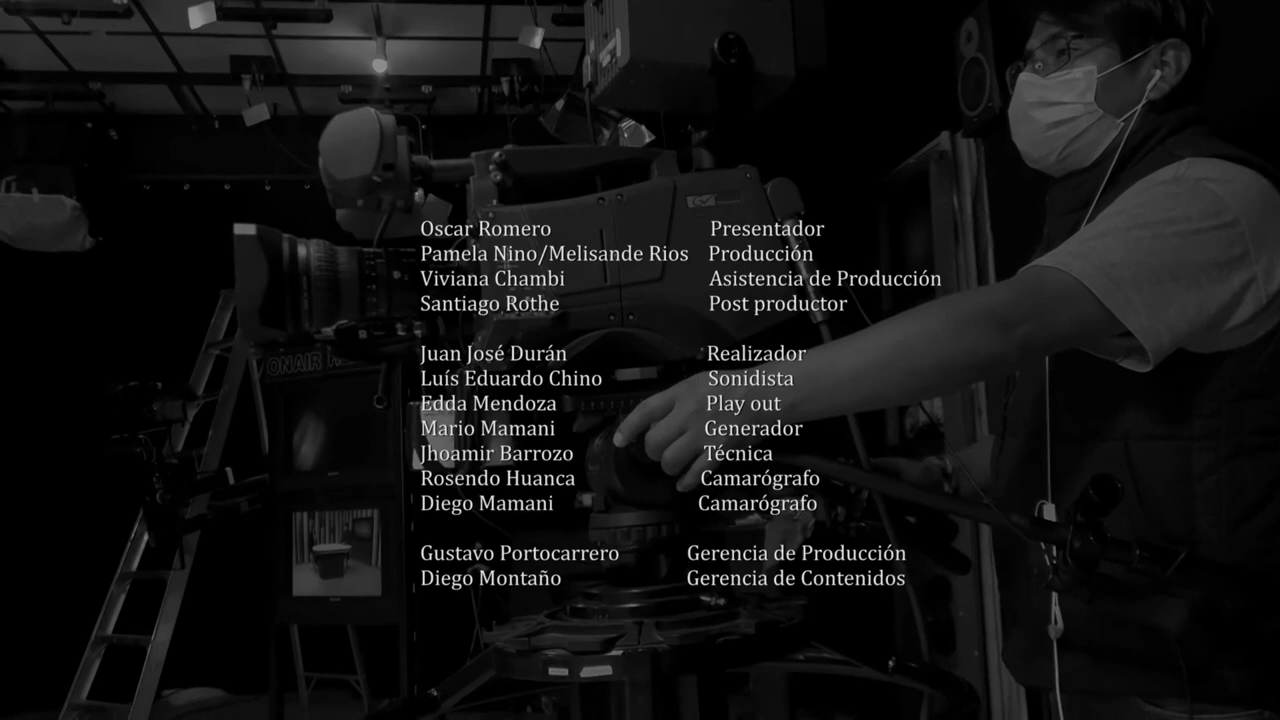 Oscar Romero Presentador
Pamela Nino/Melisande Rios Producción
Viviana Chambi Asistencia de Producción
Santiago Rothe Post productor
Juan José Durán Realizador
Luís Eduardo Chino Sonidista
Edda Mendoza Play out
Mario Mamani Generador
Jhoamir Barrozo Técnica
Rosendo Huanca Camarógrafo
Diego Mamani Camarógrafo
Gustavo Portocarrero Gerencia de Producción
Diego Montaño Gerencia de Contenidos
ONAIR